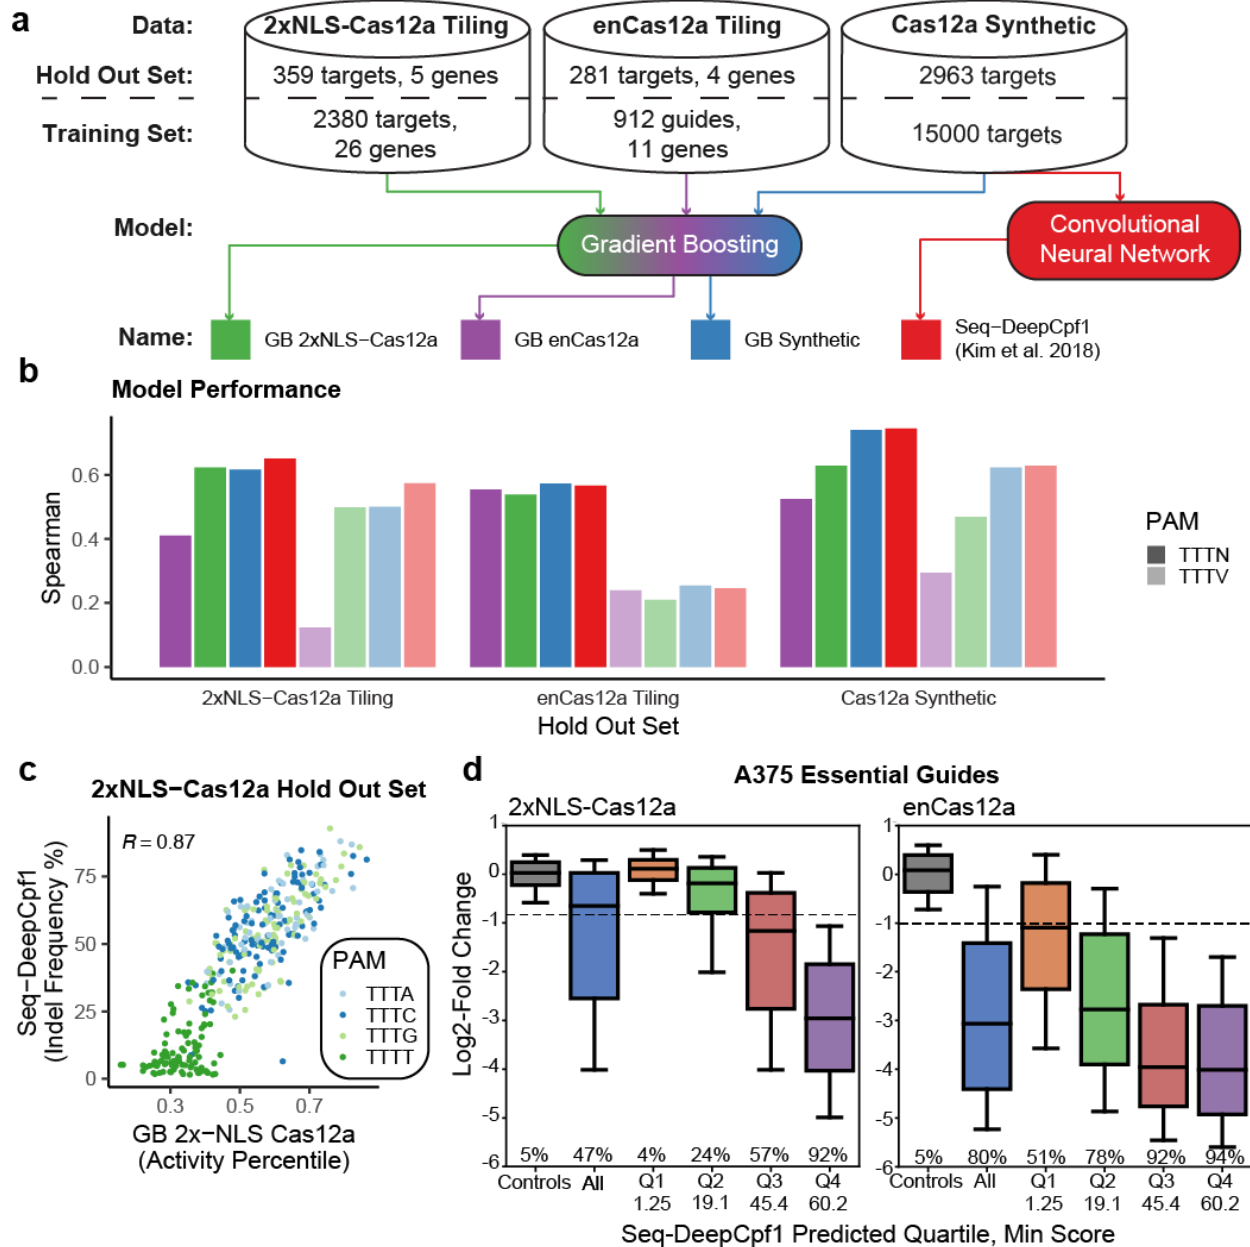 a
Data:
2xNLS-Cas12a Tiling
enCas12a Tiling
Cas12a Synthetic
Hold Out Set:
359 targets, 5 genes
281 targets, 4 genes
2963 targets
Training Set:
2380 targets,
26 genes
912 guides,
11 genes
15000 targets
Model:
Gradient Boosting
Convolutional
Neural Network
Name:
GB 2xNLS−Cas12a
GB enCas12a
GB Synthetic
Seq−DeepCpf1
(Kim et al. 2018)
b
Model Performance
Spearman
0.6
0.4
0.2
0.0
2xNLS−Cas12a Tiling
enCas12a Tiling
Cas12a Synthetic
Hold Out Set
PAM
TTTN
TTTV
c
2xNLS−Cas12a Hold Out Set
R = 0.87
Seq−DeepCpf1
(Indel Frequency %)
75
50
25
0
PAM
TTTA
TTTC
TTTG
TTTT
0.3 0.5 0.7
GB 2x−NLS Cas12a
(Activity Percentile)
d
A375 Essential Guides
2xNLS-Cas12a
Log2-Fold Change
1
0
-1
-2
-3
-4
-5
-6
5% 47% 4% 24% 57% 92%
Controls All Q1 Q2 Q3 Q4
1.25 19.1 45.4 60.2
enCas12a
1
0
-1
-2
-3
-4
-5
-6
5% 80% 51% 78% 92% 94%
Controls All Q1 Q2 Q3 Q4
1.25 19.1 45.4 60.2
Seq-DeepCpf1 Predicted Quartile, Min Score